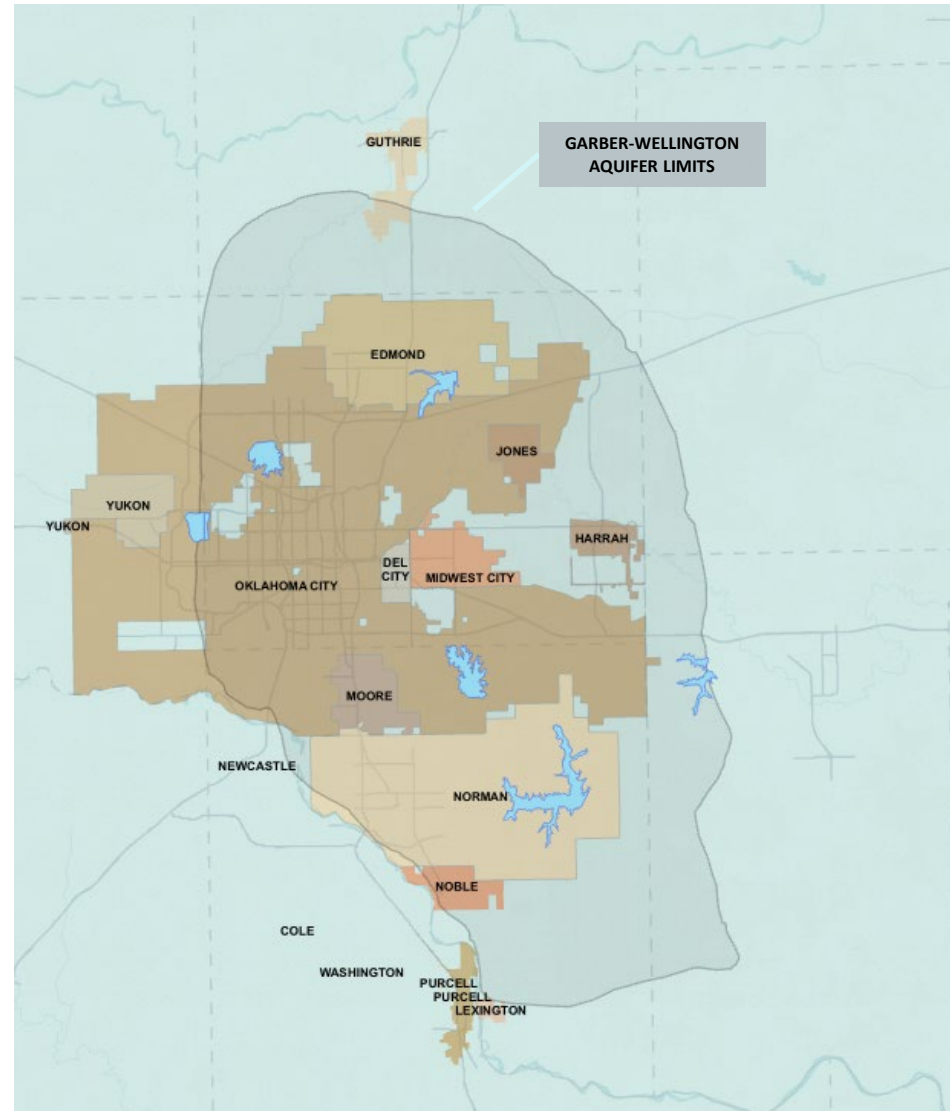 GUTHRIE
GARBER-WELLINGTON
AQUIFER LIMITS
EDMOND
JONES
YUKON
YUKON
HARRAH
DEL
CITY
OKLAHOMA CITY
MIDWEST CITY
MOORE
NEWCASTLE
NORMAN
NOBLE
COLE
WASHINGTON
PURCELL
PURCELL
LEXINGTON